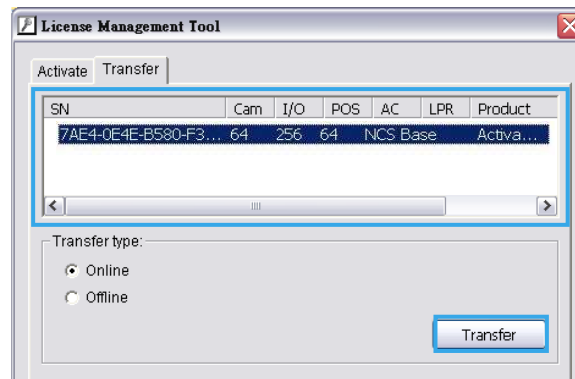 License Management Tool
Activate Transfer
SN Cam I/O POS AC LPR Product
7AE4-0E4E-B580-F3... 64 256 64 NCS Base Activa...
Transfer type:
Online
Offline
Transfer